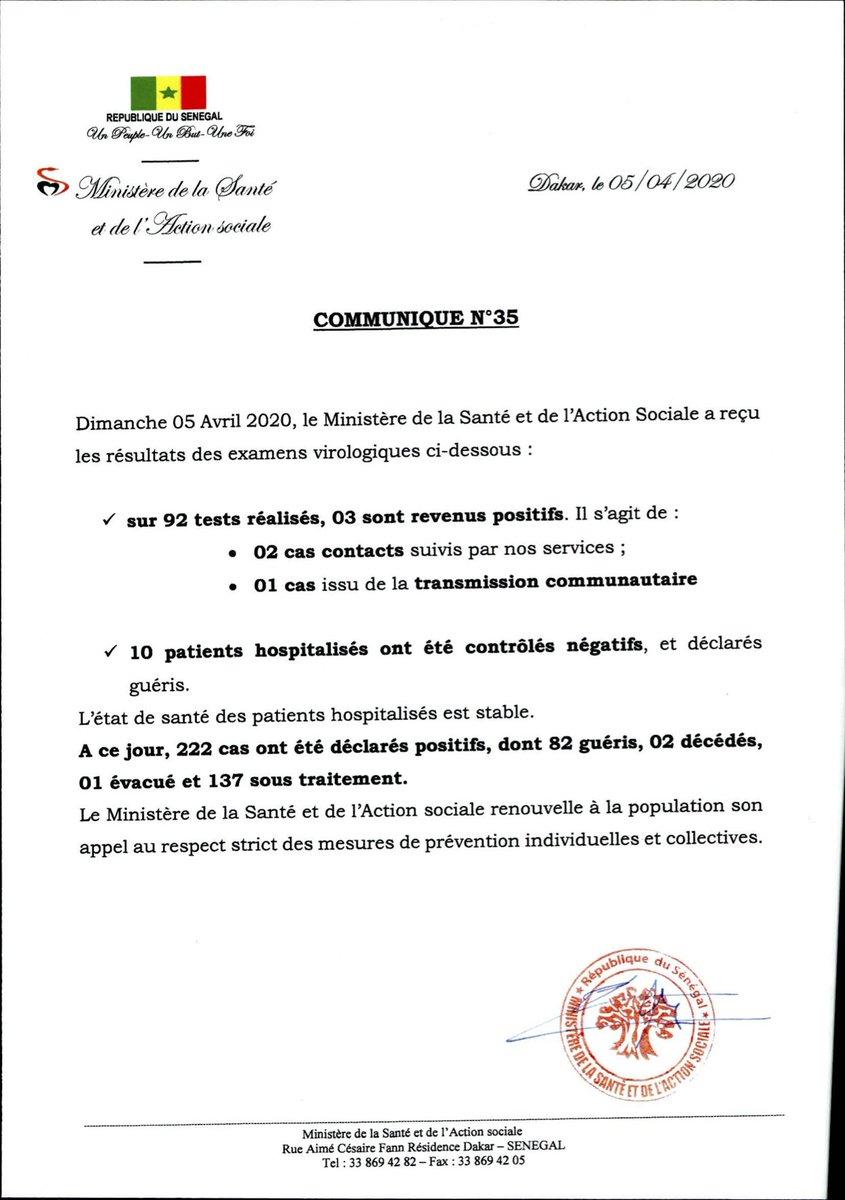 REPUBLIQUE DU SENEGAL
Un Peuple-Un But-Une Foi
Ministère de la Santé
et de l'Action sociale
Dakar, le 05/04/2020
COMMUNIQUE N°35
Dimanche 05 Avril 2020, le Ministère de la Santé et de l'Action Sociale a reçu
les résultats des examens virologiques ci-dessous :
✓ sur 92 tests réalisés, 03 sont revenus positifs. Il s'agit de :
• 02 cas contacts suivis par nos services ;
• 01 cas issu de la transmission communautaire
✓ 10 patients hospitalisés ont été contrôlés négatifs, et déclarés
guéris.
L'état de santé des patients hospitalisés est stable.
A ce jour, 222 cas ont été déclarés positifs, dont 82 guéris, 02 décédés,
01 évacué et 137 sous traitement.
Le Ministère de la Santé et de l'Action sociale renouvelle à la population son
appel au respect strict des mesures de prévention individuelles et collectives.
★ République du Sénégal ★
MINISTÈRE DE LA SANTÉ ET DE L'ACTION SOCIALE
Ministère de la Santé et de l'Action sociale
Rue Aimé Césaire Fann Résidence Dakar – SENEGAL
Tel : 33 869 42 82 – Fax : 33 869 42 05